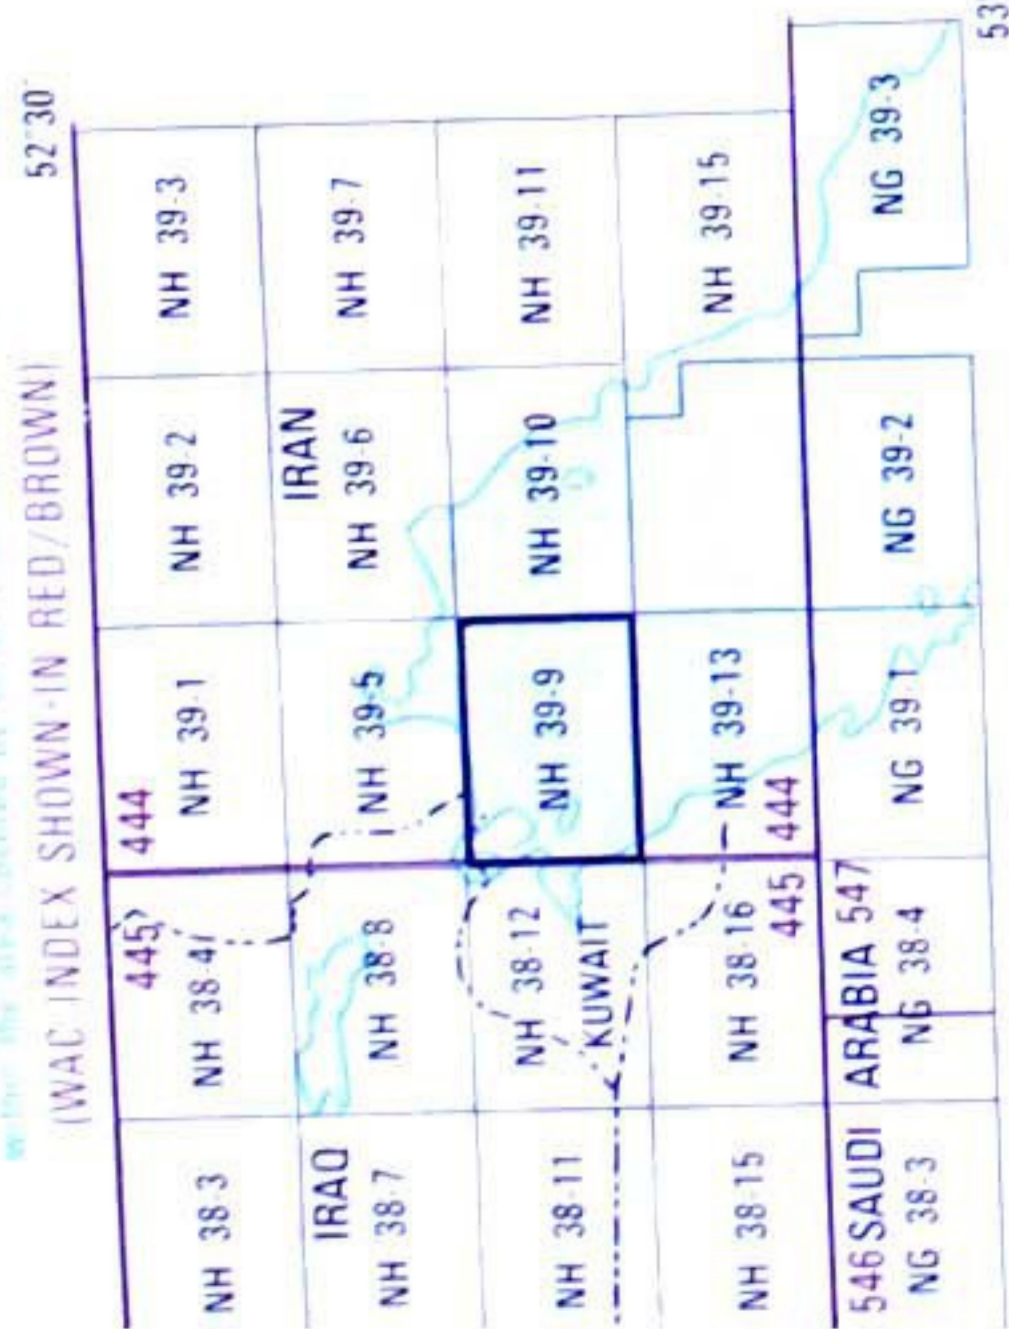 (WAC INDEX SHOWN-IN RED/BROWN)
52°30'
445 444
NH 38-3 NH 38-4 NH 39-1 NH 39-2 NH 39-3
IRAQ IRAN
NH 38-7 NH 38-8 NH 39-5 NH 39-6 NH 39-7
NH 38-11 NH 38-12 NH 39-9 NH 39-10 NH 39-11
KUWAIT
NH 38-15 NH 38-16 NH 39-13 NH 39-15
445 444
546 SAUDI ARABIA 547
NG 38-3 NG 38-4 NG 39-1 NG 39-2 NG 39-3
53